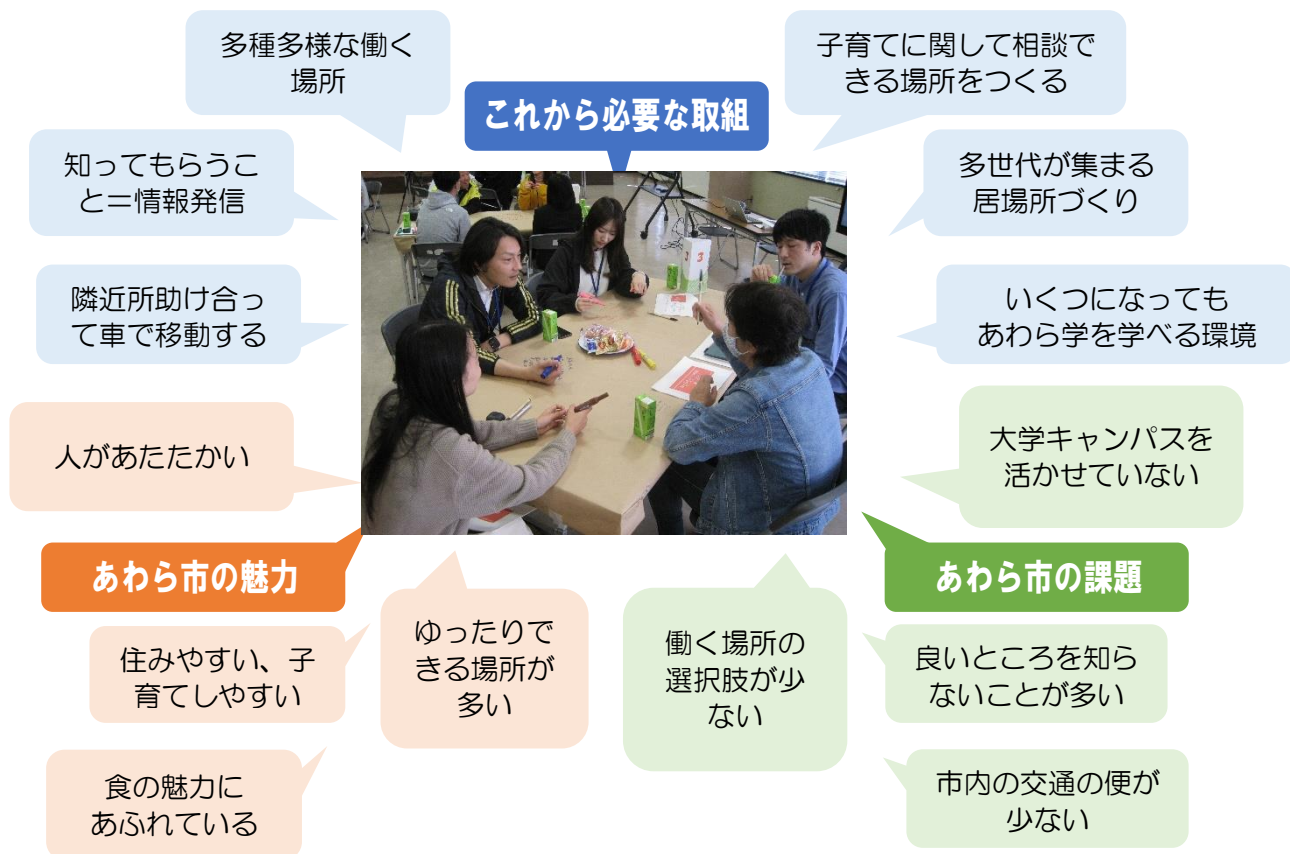 これから必要な取組
多種多様な働く
場所
子育てに関して相談で
きる場所をつくる
知ってもらうこ
と＝情報発信
多世代が集まる
居場所づくり
隣近所助け合っ
て車で移動する
いくつになっても
あわら学を学べる環境
あわら市の魅力
人があたたかい
住みやすい、子
育てしやすい
ゆったりで
きる場所が
多い
食の魅力に
あふれている
あわら市の課題
大学キャンパスを
活かせていない
働く場所の
選択肢が少
ない
良いところを知ら
ないことが多い
市内の交通の便が
少ない
3